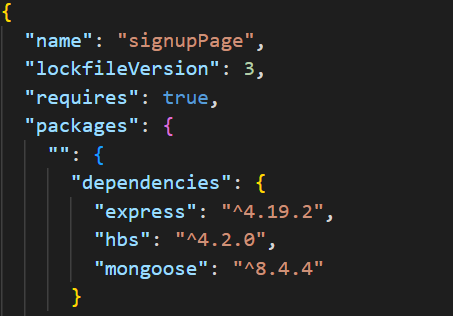 {
"name": "signupPage",
"lockfileVersion": 3,
"requires": true,
"packages": {
"": {
"dependencies": {
"express": "^4.19.2",
"hbs": "^4.2.0",
"mongoose": "^8.4.4"
}